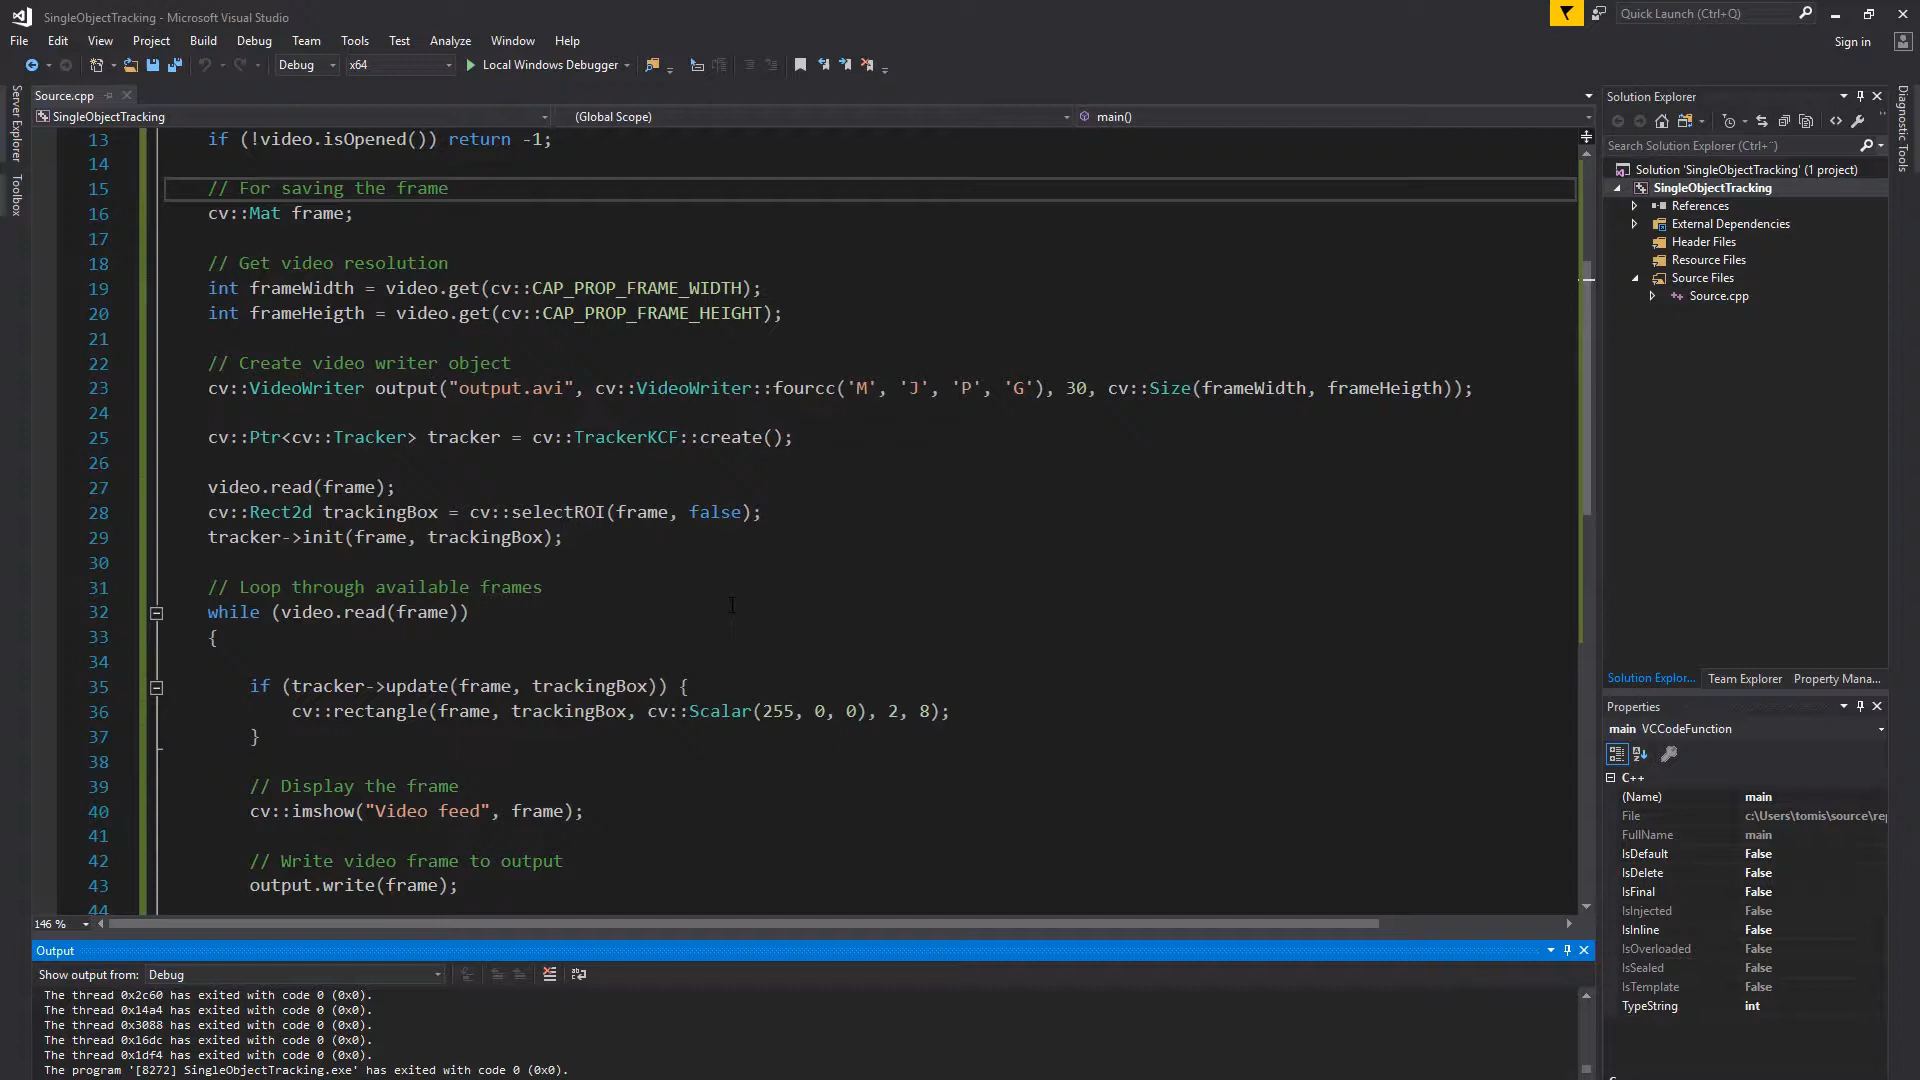 SingleObjectTracking - Microsoft Visual Studio
Quick Launch (Ctrl+Q)
File Edit View Project Build Debug Team Tools Test Analyze Window Help
Sign in
Debug x64 Local Windows Debugger
Server Explorer
Toolbox
Source.cpp
SingleObjectTracking (Global Scope) main()
13 if (!video.isOpened()) return -1;
14
15 // For saving the frame
16 cv::Mat frame;
17
18 // Get video resolution
19 int frameWidth = video.get(cv::CAP_PROP_FRAME_WIDTH);
20 int frameHeigth = video.get(cv::CAP_PROP_FRAME_HEIGHT);
21
22 // Create video writer object
23 cv::VideoWriter output("output.avi", cv::VideoWriter::fourcc('M', 'J', 'P', 'G'), 30, cv::Size(frameWidth, frameHeigth));
24
25 cv::Ptr<cv::Tracker> tracker = cv::TrackerKCF::create();
26
27 video.read(frame);
28 cv::Rect2d trackingBox = cv::selectROI(frame, false);
29 tracker->init(frame, trackingBox);
30
31 // Loop through available frames
32 while (video.read(frame))
33 {
34
35 if (tracker->update(frame, trackingBox)) {
36 cv::rectangle(frame, trackingBox, cv::Scalar(255, 0, 0), 2, 8);
37 }
38
39 // Display the frame
40 cv::imshow("Video feed", frame);
41
42 // Write video frame to output
43 output.write(frame);
44
146 %
Output
Show output from: Debug
The thread 0x2c60 has exited with code 0 (0x0).
The thread 0x14a4 has exited with code 0 (0x0).
The thread 0x3088 has exited with code 0 (0x0).
The thread 0x16dc has exited with code 0 (0x0).
The thread 0x1df4 has exited with code 0 (0x0).
The program '[8272] SingleObjectTracking.exe' has exited with code 0 (0x0).
Solution Explorer
Search Solution Explorer (Ctrl+¨)
Solution 'SingleObjectTracking' (1 project)
SingleObjectTracking
References
External Dependencies
Header Files
Resource Files
Source Files
Source.cpp
Solution Explor... Team Explorer Property Mana...
Properties
main VCCodeFunction
C++
(Name) main
File c:\Users\tomis\source\rep
FullName main
IsDefault False
IsDelete False
IsFinal False
IsInjected False
IsInline False
IsOverloaded False
IsSealed False
IsTemplate False
TypeString int
Diagnostic Tools